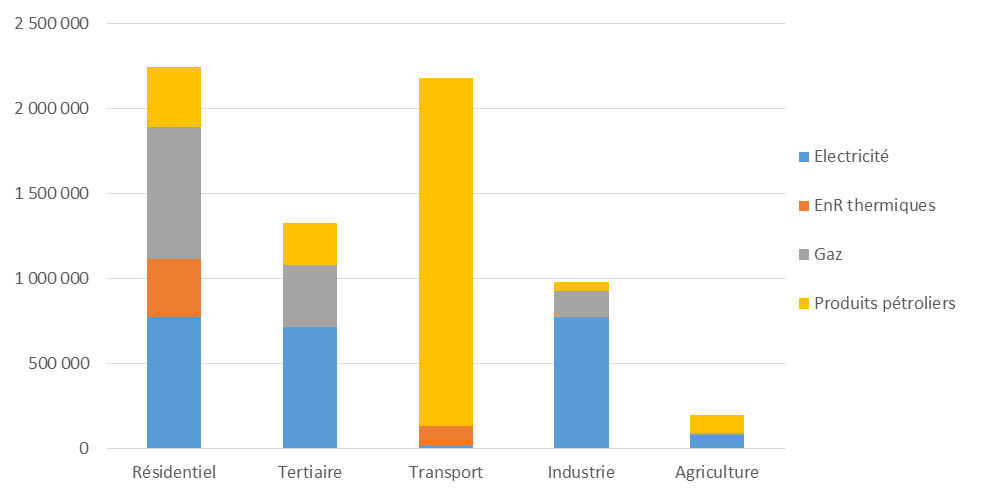 2 500 000
2 000 000
1 500 000
1 000 000
500 000
0
Résidentiel
Tertiaire
Transport
Industrie
Agriculture
Electricité
EnR thermiques
Gaz
Produits pétroliers